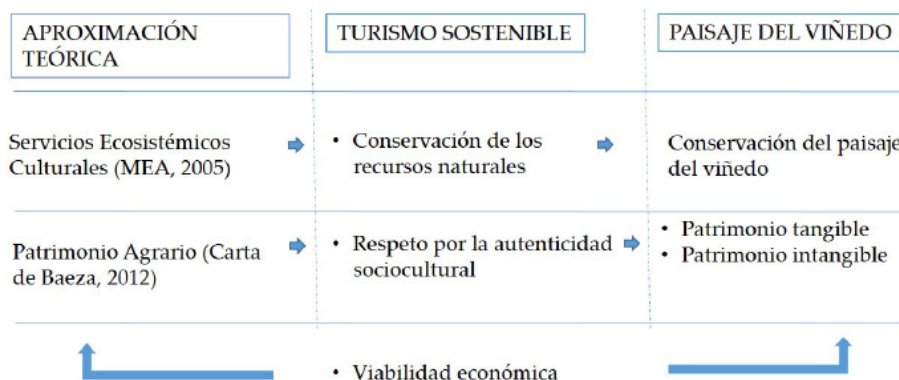 APROXIMACIÓN
TEÓRICA
TURISMO SOSTENIBLE
PAISAJE DEL VIÑEDO
Servicios Ecosistémicos
Culturales (MEA, 2005)
• Conservación de los
recursos naturales
Conservación del paisaje
del viñedo
Patrimonio Agrario (Carta
de Baeza, 2012)
• Respeto por la autenticidad
sociocultural
• Patrimonio tangible
• Patrimonio intangible
• Viabilidad económica